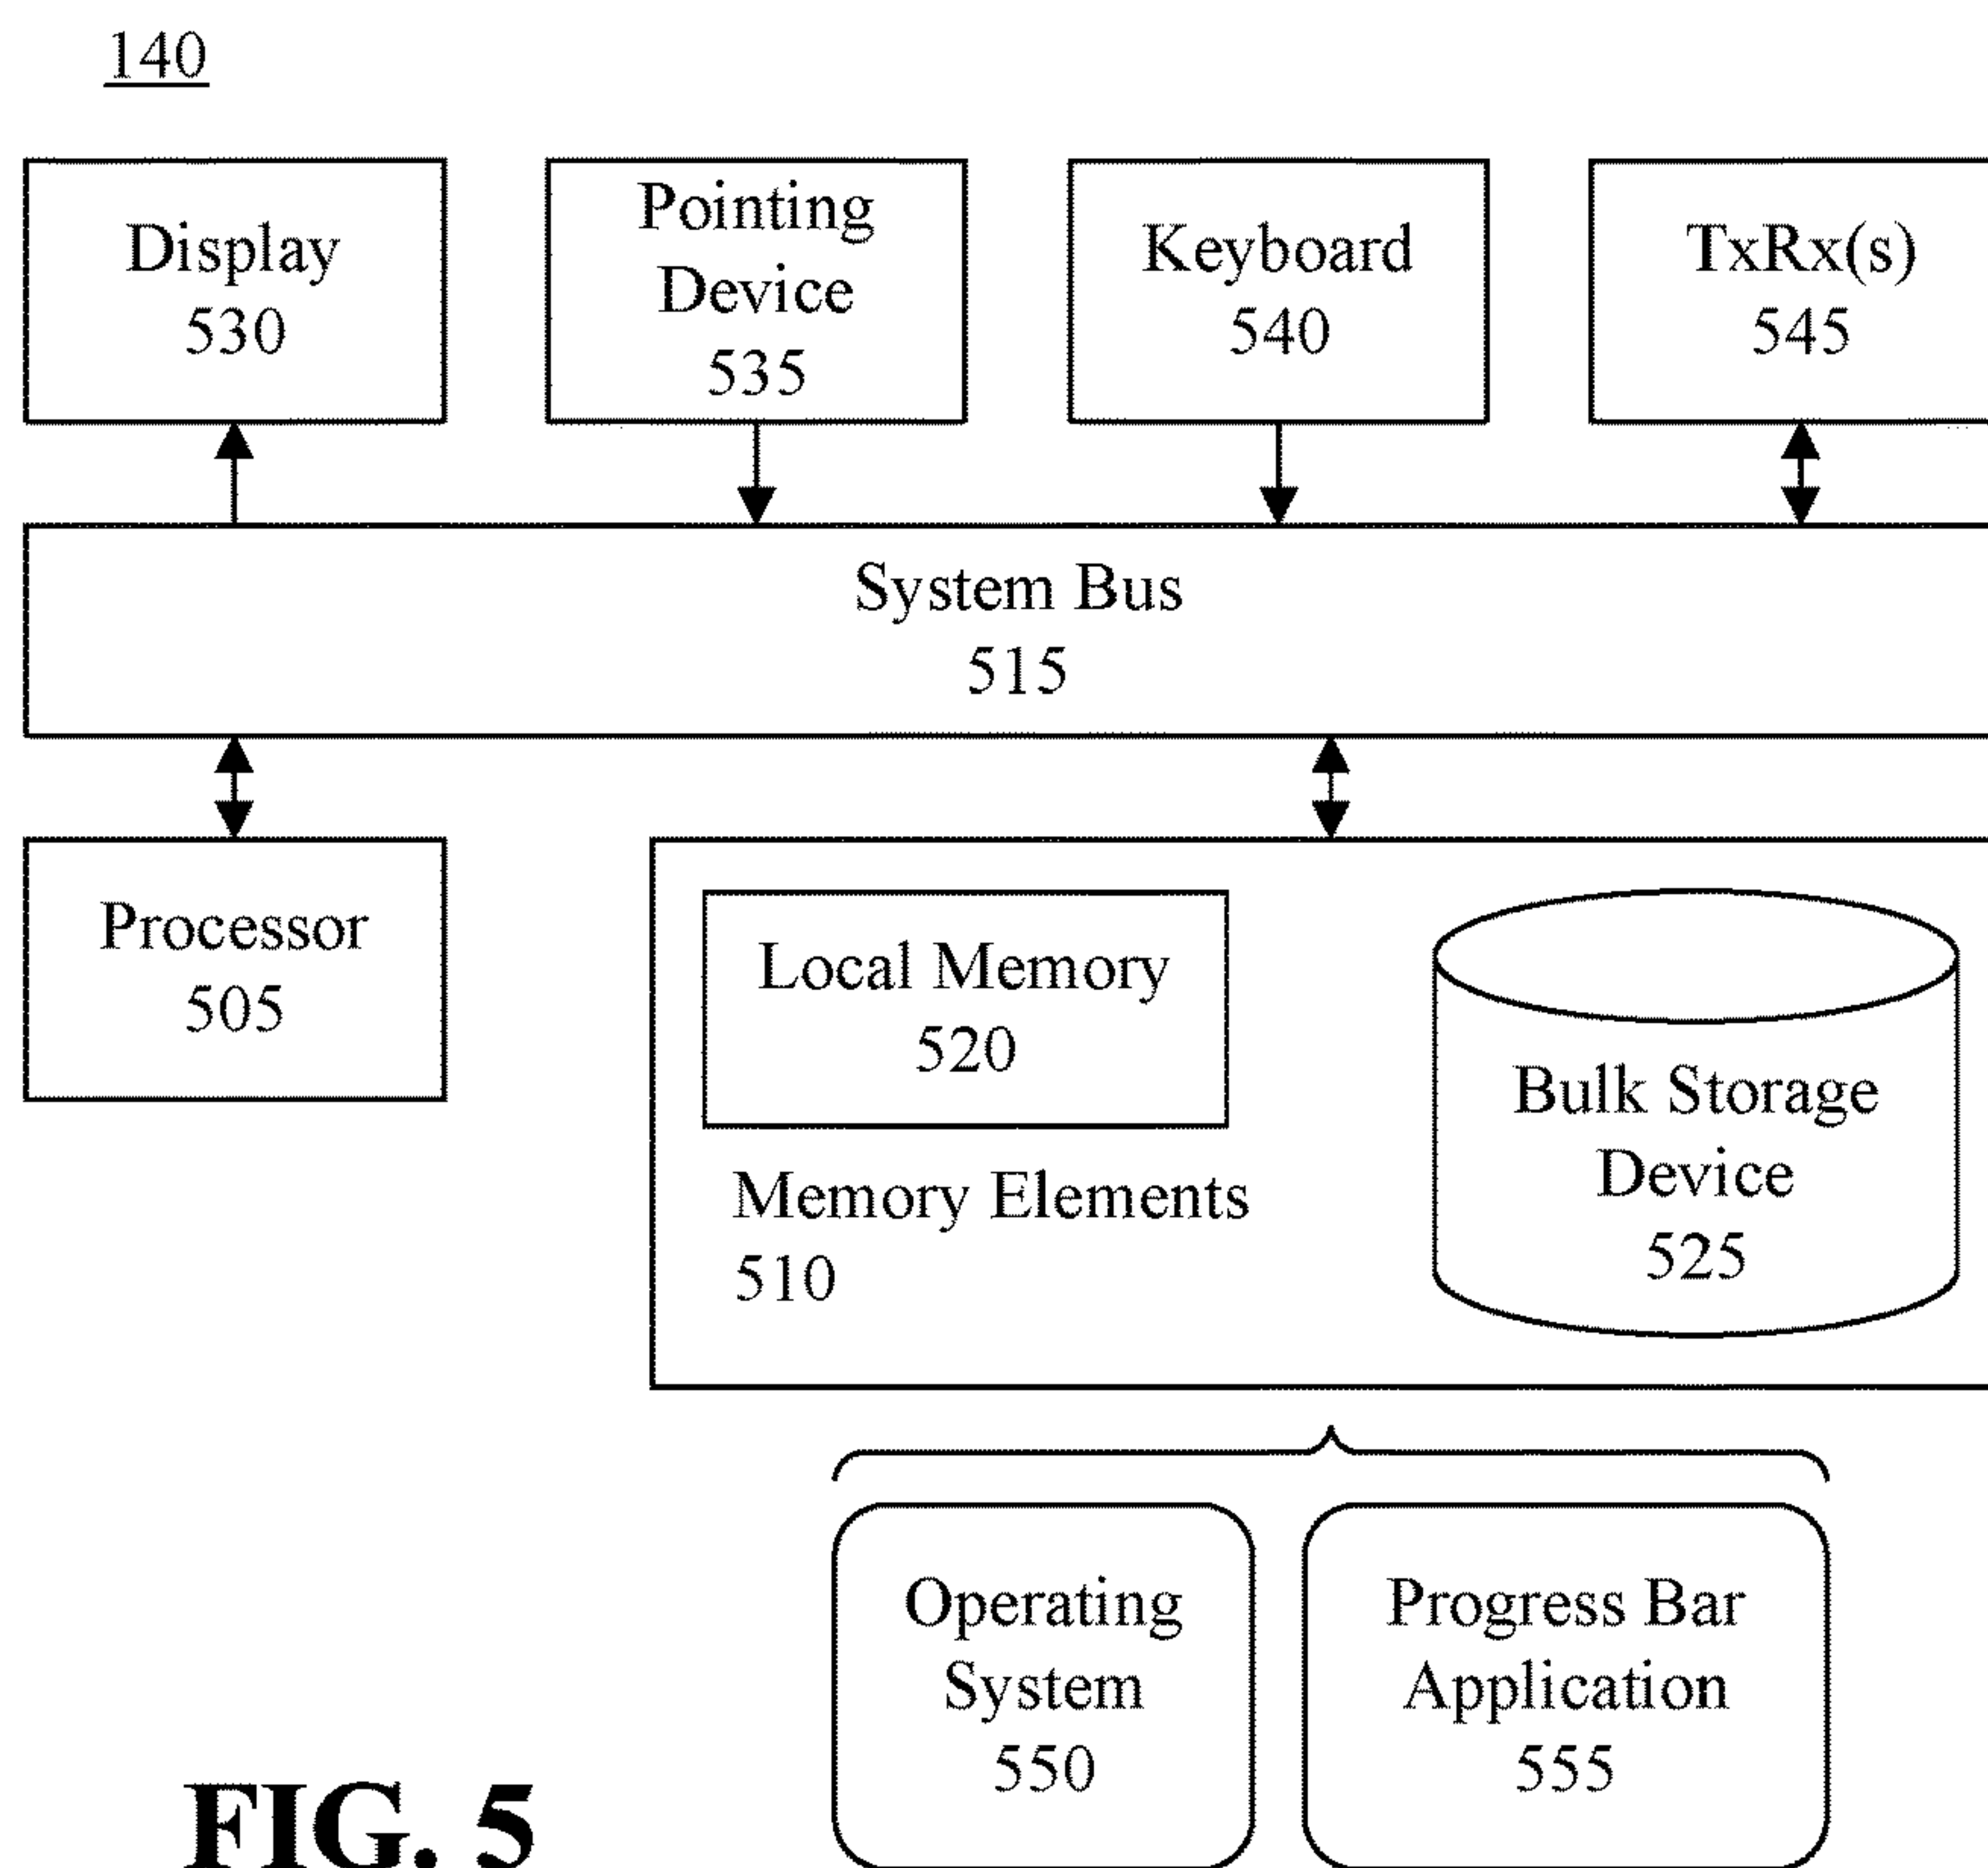 140
Display
530
Pointing
Device
535
Keyboard
540
TxRx(s)
545
System Bus
515
Processor
505
Local Memory
520
Memory Elements
510
Bulk Storage
Device
525
Operating
System
550
Progress Bar
Application
555
FIG. 5